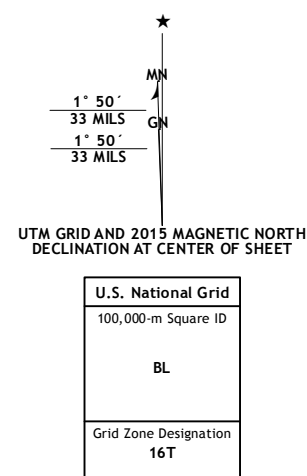 ★
MN
1° 50´
33 MILS
GN
1° 50´
33 MILS
UTM GRID AND 2015 MAGNETIC NORTH
DECLINATION AT CENTER OF SHEET
U.S. National Grid
100,000-m Square ID
BL
Grid Zone Designation
16T